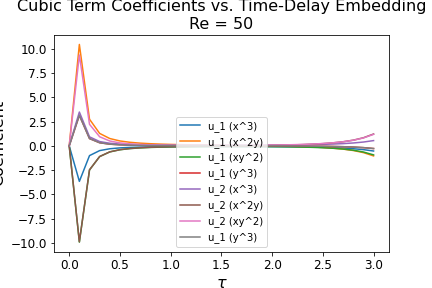 Cubic Term Coefficients vs. Time-Delay Embedding
Re = 50
Coefficient
10.0
7.5
5.0
2.5
0.0
−2.5
−5.0
−7.5
−10.0
u_1 (x^3)
u_1 (x^2y)
u_1 (xy^2)
u_1 (y^3)
u_2 (x^3)
u_2 (x^2y)
u_2 (xy^2)
u_1 (y^3)
0.0 0.5 1.0 1.5 2.0 2.5 3.0
τ